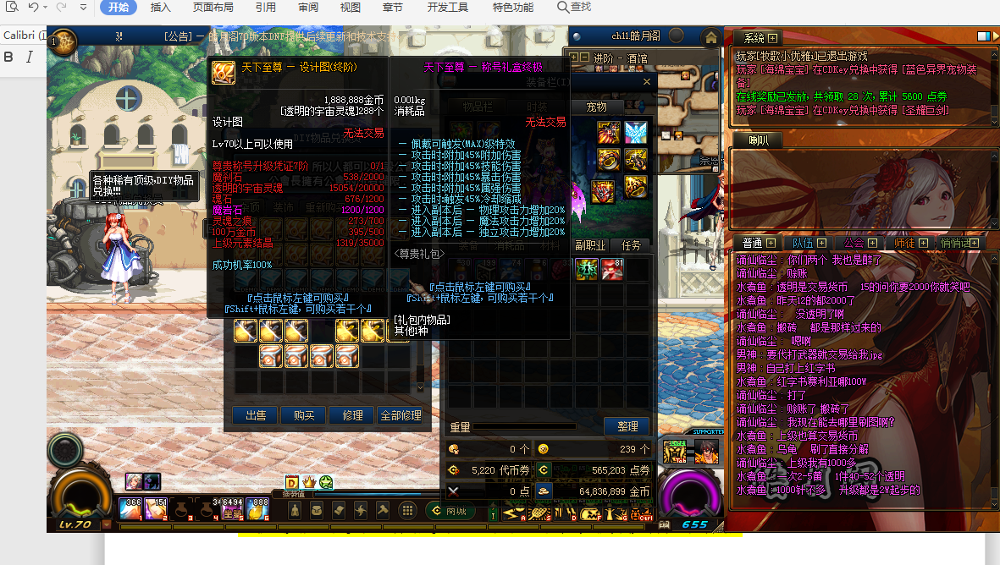 开始 插入 页面布局 引用 审阅 视图 章节 开发工具 特色功能 查找
Calibri
B I
1
[公告] — 皓月阁70版本DNF提供后续更新和技术支持
ch11.皓月阁
进阶 - 酒馆
天下至尊 — 设计图(终阶)
1,888,888金币
[透明的宇宙灵魂]288个
设计图
无法交易
Lv70以上可以使用
尊贵称号升级凭证7阶 0/1
魔刹石 538/2000
透明的宇宙灵魂 15054/20000
魂石 676/1200
魔岩石 1200/1200
灵魂之痕 273/700
100万金币 395/500
上级元素结晶 1319/35000
成功机率100%
『点击鼠标左键可购买』
『Shift+鼠标左键,可购买若干个』
天下至尊 — 称号礼盒终极
0.001kg
消耗品
无法交易
— 佩戴可触发(MAX)级特效
— 攻击时:附加45%附加伤害
— 攻击时:附加45%技能伤害
— 攻击时:附加45%暴击伤害
— 攻击时:附加45%属强伤害
— 攻击时:触发45%冷却缩减
— 进入副本后 — 物理攻击力增加20%
— 进入副本后 — 魔法攻击力增加20%
— 进入副本后 — 独立攻击力增加20%
<尊贵礼包>
『点击鼠标左键可购买』
『Shift+鼠标左键,可购买若干个』
[礼包内物品]
其他1种
各种稀有顶级,DIY物品
兑换!!!
宠物
副职业 任务
81
出售 购买 修理 全部修理
重量 整理
0 个 239 个
5,220 代币券 565,203 点券
0 点 64,836,899 金币
SUPPORTER
疲劳值
商城
366 151 346494 888
Lv.70
655
系统
玩家[牧歌小优雅i]已退出游戏
玩家 [海绵宝宝] 在CDKey兑换中获得 [蓝色异界宠物装
备]
在线奖励已发放, 共领取 28 次,累计 5600 点券
玩家 [海绵宝宝] 在CDKey兑换中获得 [圣耀巨剑]
喇叭
普通 队伍 公会 师徒 悄悄话
谪仙临尘 : 你们两个 我也是醉了
谪仙临尘 : 赊账
水煮鱼 : 透明是交易货币 15的问你要2000你就笑吧
水煮鱼 : 昨天12的都2000了
谪仙临尘 : 没透明了啊
水煮鱼 : 搬砖 都是那样过来的
谪仙临尘 : 嗯啊
男神 : 要代打武器就交易给我jpg
男神 : 自己打上红字书
水煮鱼 : 红字书赛利亚哪100W
谪仙临尘 : 打了
谪仙临尘 : 赊账了 搬砖了
谪仙临尘 : 我现在能去哪里刷图啊?
水煮鱼 : 上级也算交易货币
水煮鱼 : 乌龟 刷了直接分解
谪仙临尘 : 上级我有1000多
水煮鱼 : 一次2-5黄 1件40-52个透明
水煮鱼 : 1000针不多 升级都是2W起步的